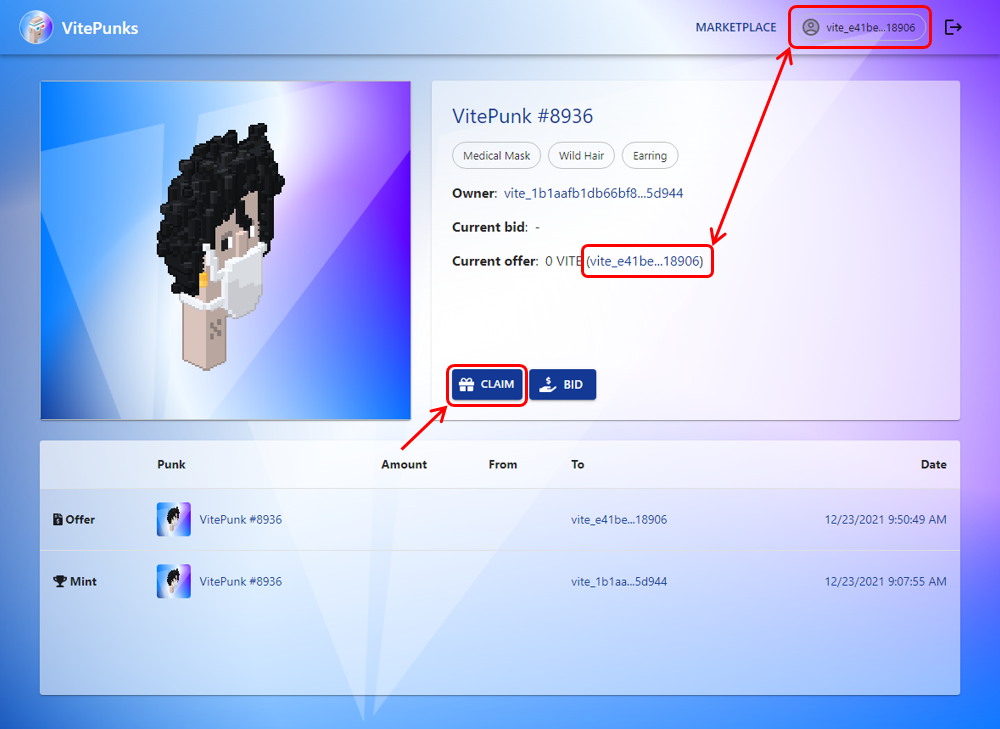 VitePunks
MARKETPLACE vite_e41be...18906
VitePunk #8936
Medical Mask Wild Hair Earring
Owner: vite_1b1aafb1db66bf8...5d944
Current bid: -
Current offer: 0 VITE (vite_e41be...18906)
CLAIM BID
Punk Amount From To Date
Offer VitePunk #8936 vite_e41be...18906 12/23/2021 9:50:49 AM
Mint VitePunk #8936 vite_1b1aa...5d944 12/23/2021 9:07:55 AM